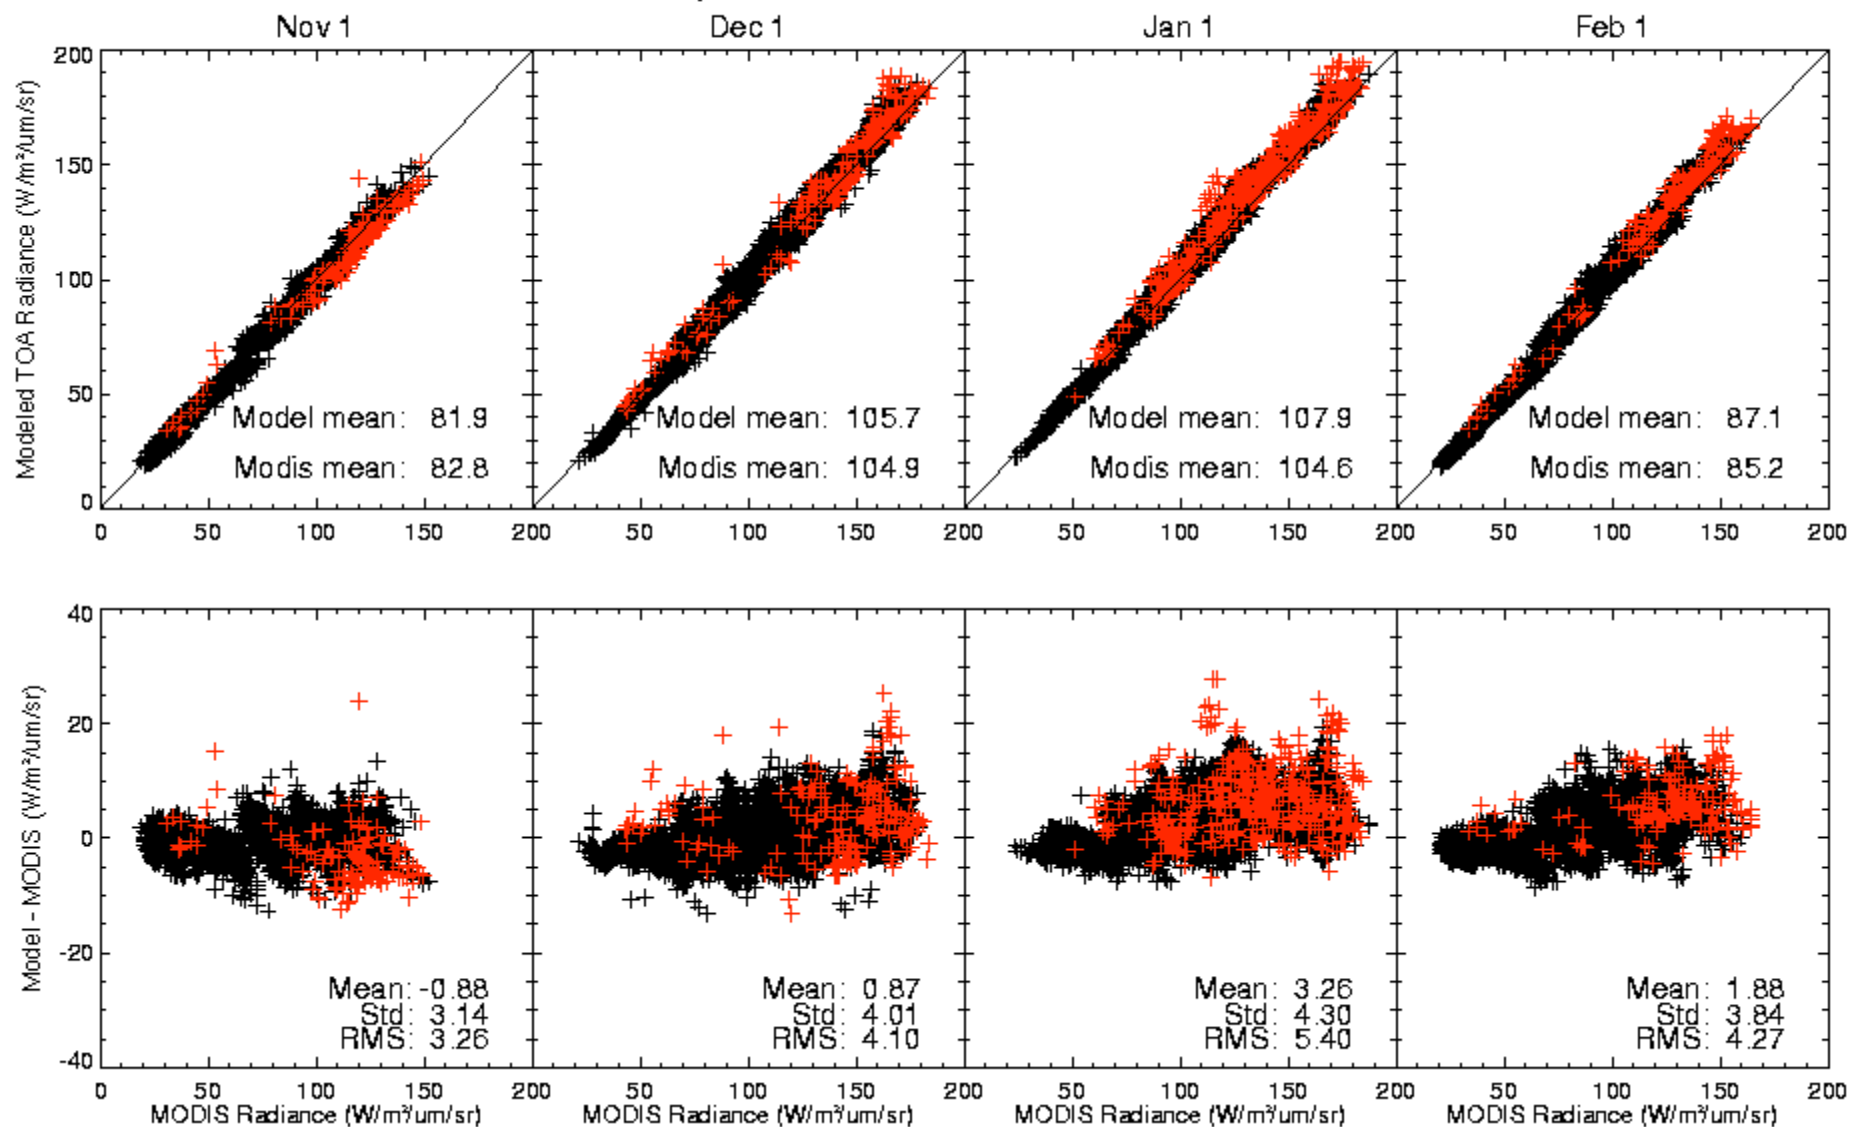 Nov 1 Dec 1 Jan 1 Feb 1
Modeled TOA Radiance (W/m²/um/sr)
200
150
100
50
0
Model mean: 81.9 Model mean: 105.7 Model mean: 107.9 Model mean: 87.1
Modis mean: 82.8 Modis mean: 104.9 Modis mean: 104.6 Modis mean: 85.2
0 50 100 150 200 50 100 150 200 50 100 150 200 50 100 150 200
Model - MODIS (W/m²/um/sr)
40
20
0
-20
-40
Mean: -0.88 Mean: 0.87 Mean: 3.26 Mean: 1.88
Std: 3.14 Std: 4.01 Std: 4.30 Std: 3.84
RMS: 3.26 RMS: 4.10 RMS: 5.40 RMS: 4.27
0 50 100 150 200 50 100 150 200 50 100 150 200 50 100 150 200
MODIS Radiance (W/m²/um/sr) MODIS Radiance (W/m²/um/sr) MODIS Radiance (W/m²/um/sr) MODIS Radiance (W/m²/um/sr)